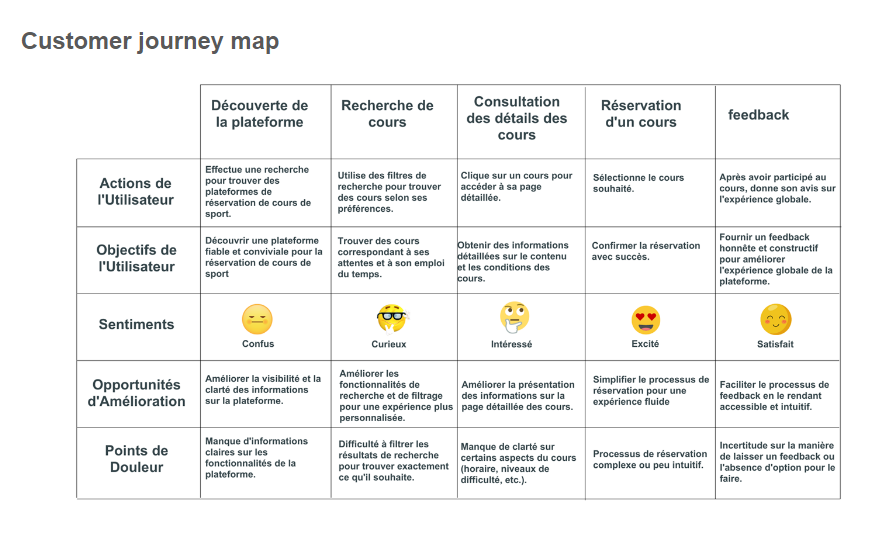 Customer journey map
Découverte de
la plateforme
Recherche de
cours
Consultation
des détails des
cours
Réservation
d'un cours
feedback
Actions de
l'Utilisateur
Effectue une recherche
pour trouver des
plateformes de
réservation de cours de
sport.
Utilise des filtres de
recherche pour trouver
des cours selon ses
préférences.
Clique sur un cours pour
accéder à sa page
détaillée.
Sélectionne le cours
souhaité.
Après avoir participé au
cours, donne son avis sur
l'expérience globale.
Objectifs de
l'Utilisateur
Découvrir une plateforme
fiable et conviviale pour la
réservation de cours de
sport
Trouver des cours
correspondant à ses
attentes et à son emploi
du temps.
Obtenir des informations
détaillées sur le contenu
et les conditions des
cours.
Confirmer la réservation
avec succès.
Fournir un feedback
honnête et constructif
pour améliorer
l'expérience globale de la
plateforme.
Sentiments
Confus
Curieux
Intéressé
Excité
Satisfait
Opportunités
d'Amélioration
Améliorer la visibilité et la
clarté des informations
sur la plateforme.
Améliorer les
fonctionnalités de
recherche et de filtrage
pour une expérience plus
personnalisée.
Améliorer la présentation
des informations sur la
page détaillée des cours.
Simplifier le processus de
réservation pour une
expérience fluide
Faciliter le processus de
feedback en le rendant
accessible et intuitif.
Points de
Douleur
Manque d'informations
claires sur les
fonctionnalités de la
plateforme.
Difficulté à filtrer les
résultats de recherche
pour trouver exactement
ce qu'il souhaite.
Manque de clarté sur
certains aspects du cours
(horaire, niveaux de
difficulté, etc.).
Processus de réservation
complexe ou peu intuitif.
Incertitude sur la manière
de laisser un feedback ou
l'absence d'option pour le
faire.